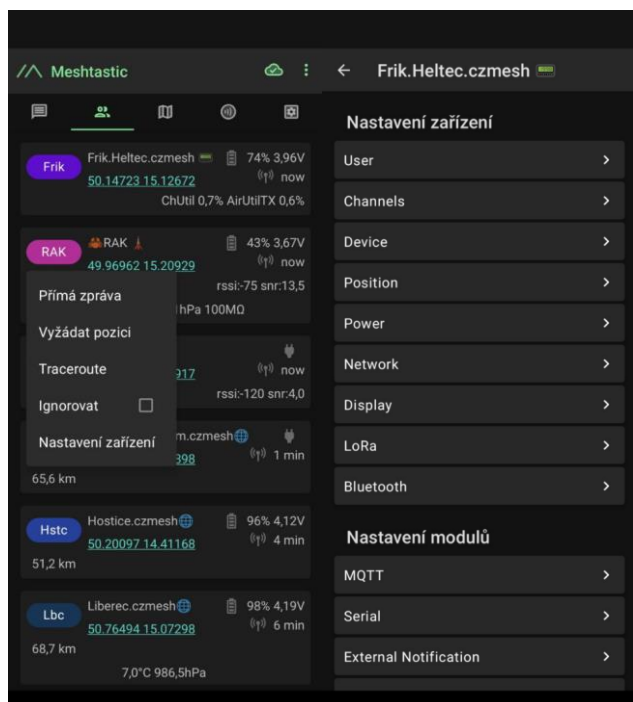 Meshtastic
Frik
Frik.Heltec.czmesh 📟 74% 3,96V
50.14723 15.12672 now
ChUtil 0,7% AirUtilTX 0,6%
RAK
RAK 43% 3,67V
49.96962 15.20929 now
rssi:-75 snr:13,5
hPa 100MΩ
Přímá zpráva
Vyžádat pozici
Traceroute
Ignorovat
Nastavení zařízení
917 now
rssi:-120 snr:4,0
m.czmesh🌐
898 1 min
65,6 km
Hstc
Hostice.czmesh🌐 96% 4,12V
50.20097 14.41168 4 min
51,2 km
Lbc
Liberec.czmesh🌐 98% 4,19V
50.76494 15.07298 6 min
68,7 km
7,0°C 986,5hPa
Frik.Heltec.czmesh 📟
Nastavení zařízení
User
Channels
Device
Position
Power
Network
Display
LoRa
Bluetooth
Nastavení modulů
MQTT
Serial
External Notification